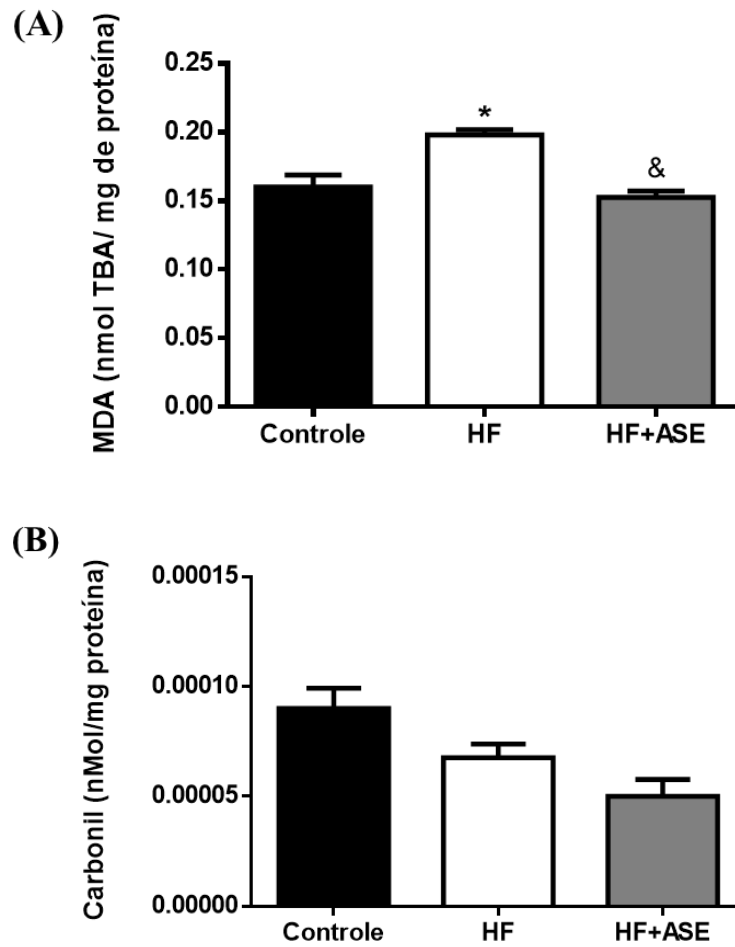 (A)
MDA (nmol TBA/ mg de proteína)
0.25
0.20
0.15
0.10
0.05
0.00
*
&
Controle
HF
HF+ASE
(B)
Carbonil (nMol/mg proteína)
0.00015
0.00010
0.00005
0.00000
Controle
HF
HF+ASE